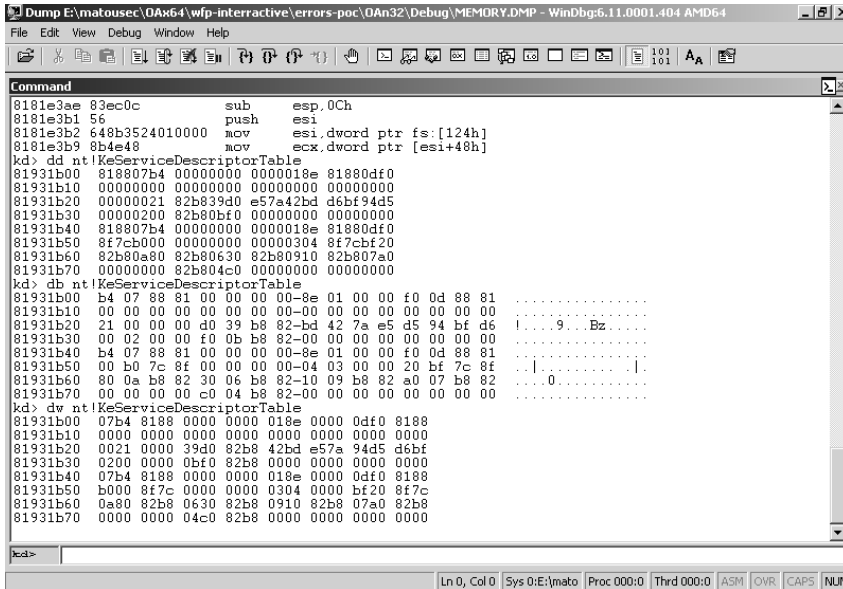 Dump E:\matousec\OAx64\wfp-interractive\errors-poc\OAn32\Debug\MEMORY.DMP - WinDbg:6.11.0001.404 AMD64
File Edit View Debug Window Help
Command
8181e3ae 83ec0c sub esp,0Ch
8181e3b1 56 push esi
8181e3b2 648b3524010000 mov esi,dword ptr fs:[124h]
8181e3b9 8b4e48 mov ecx,dword ptr [esi+48h]
kd> dd nt!KeServiceDescriptorTable
81931b00 818807b4 00000000 0000018e 81880df0
81931b10 00000000 00000000 00000000 00000000
81931b20 00000021 82b839d0 e57a42bd d6bf94d5
81931b30 00000200 82b80bf0 00000000 00000000
81931b40 818807b4 00000000 0000018e 81880df0
81931b50 8f7cb000 00000000 00000304 8f7cbf20
81931b60 82b80a80 82b80630 82b80910 82b807a0
81931b70 00000000 82b804c0 00000000 00000000
kd> db nt!KeServiceDescriptorTable
81931b00 b4 07 88 81 00 00 00 00-8e 01 00 00 f0 0d 88 81 ................
81931b10 00 00 00 00 00 00 00 00-00 00 00 00 00 00 00 00 ................
81931b20 21 00 00 00 d0 39 b8 82-bd 42 7a e5 d5 94 bf d6 !....9...Bz.....
81931b30 00 02 00 00 f0 0b b8 82-00 00 00 00 00 00 00 00 ................
81931b40 b4 07 88 81 00 00 00 00-8e 01 00 00 f0 0d 88 81 ................
81931b50 00 b0 7c 8f 00 00 00 00-04 03 00 00 20 bf 7c 8f ..|......... .|.
81931b60 80 0a b8 82 30 06 b8 82-10 09 b8 82 a0 07 b8 82 ....0...........
81931b70 00 00 00 00 c0 04 b8 82-00 00 00 00 00 00 00 00 ................
kd> dw nt!KeServiceDescriptorTable
81931b00 07b4 8188 0000 0000 018e 0000 0df0 8188
81931b10 0000 0000 0000 0000 0000 0000 0000 0000
81931b20 0021 0000 39d0 82b8 42bd e57a 94d5 d6bf
81931b30 0200 0000 0bf0 82b8 0000 0000 0000 0000
81931b40 07b4 8188 0000 0000 018e 0000 0df0 8188
81931b50 b000 8f7c 0000 0000 0304 0000 bf20 8f7c
81931b60 0a80 82b8 0630 82b8 0910 82b8 07a0 82b8
81931b70 0000 0000 04c0 82b8 0000 0000 0000 0000
kd>
Ln 0, Col 0 Sys 0:E:\mato Proc 000:0 Thrd 000:0 ASM OVR CAPS NUM